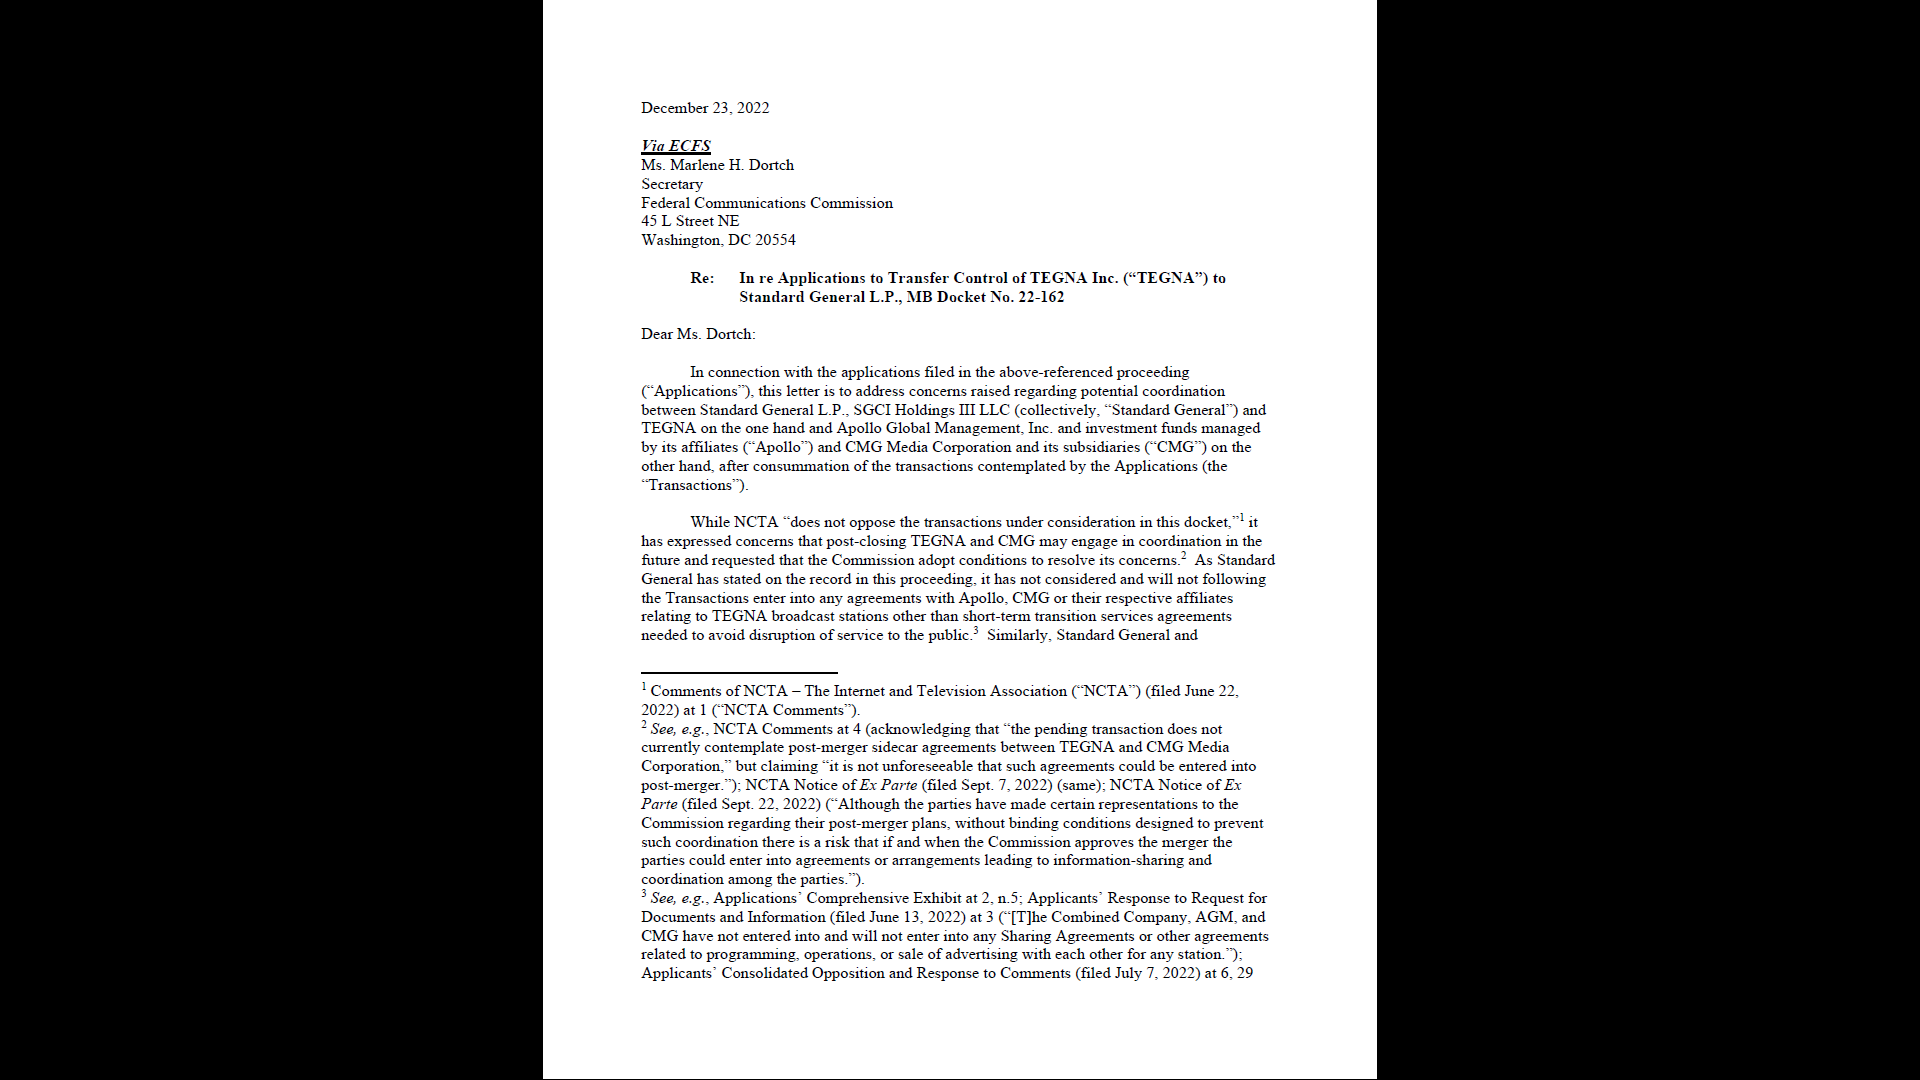 December 23, 2022
Via ECFS
Ms. Marlene H. Dortch
Secretary
Federal Communications Commission
45 L Street NE
Washington, DC 20554
Re: In re Applications to Transfer Control of TEGNA Inc. (“TEGNA”) to
Standard General L.P., MB Docket No. 22-162
Dear Ms. Dortch:
In connection with the applications filed in the above-referenced proceeding
(“Applications”), this letter is to address concerns raised regarding potential coordination
between Standard General L.P., SGCI Holdings III LLC (collectively, “Standard General”) and
TEGNA on the one hand and Apollo Global Management, Inc. and investment funds managed
by its affiliates (“Apollo”) and CMG Media Corporation and its subsidiaries (“CMG”) on the
other hand, after consummation of the transactions contemplated by the Applications (the
“Transactions”).
While NCTA “does not oppose the transactions under consideration in this docket,”1 it
has expressed concerns that post-closing TEGNA and CMG may engage in coordination in the
future and requested that the Commission adopt conditions to resolve its concerns.2 As Standard
General has stated on the record in this proceeding, it has not considered and will not following
the Transactions enter into any agreements with Apollo, CMG or their respective affiliates
relating to TEGNA broadcast stations other than short-term transition services agreements
needed to avoid disruption of service to the public.3 Similarly, Standard General and
1 Comments of NCTA – The Internet and Television Association (“NCTA”) (filed June 22,
2022) at 1 (“NCTA Comments”).
2 See, e.g., NCTA Comments at 4 (acknowledging that “the pending transaction does not
currently contemplate post-merger sidecar agreements between TEGNA and CMG Media
Corporation,” but claiming “it is not unforeseeable that such agreements could be entered into
post-merger.”); NCTA Notice of Ex Parte (filed Sept. 7, 2022) (same); NCTA Notice of Ex
Parte (filed Sept. 22, 2022) (“Although the parties have made certain representations to the
Commission regarding their post-merger plans, without binding conditions designed to prevent
such coordination there is a risk that if and when the Commission approves the merger the
parties could enter into agreements or arrangements leading to information-sharing and
coordination among the parties.”).
3 See, e.g., Applications’ Comprehensive Exhibit at 2, n.5; Applicants’ Response to Request for
Documents and Information (filed June 13, 2022) at 3 (“[T]he Combined Company, AGM, and
CMG have not entered into and will not enter into any Sharing Agreements or other agreements
related to programming, operations, or sale of advertising with each other for any station.”);
Applicants’ Consolidated Opposition and Response to Comments (filed July 7, 2022) at 6, 29